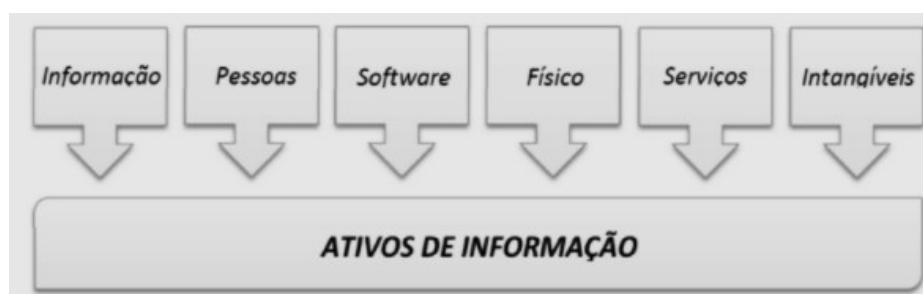 Informação Pessoas Software Físico Serviços Intangíveis
ATIVOS DE INFORMAÇÃO